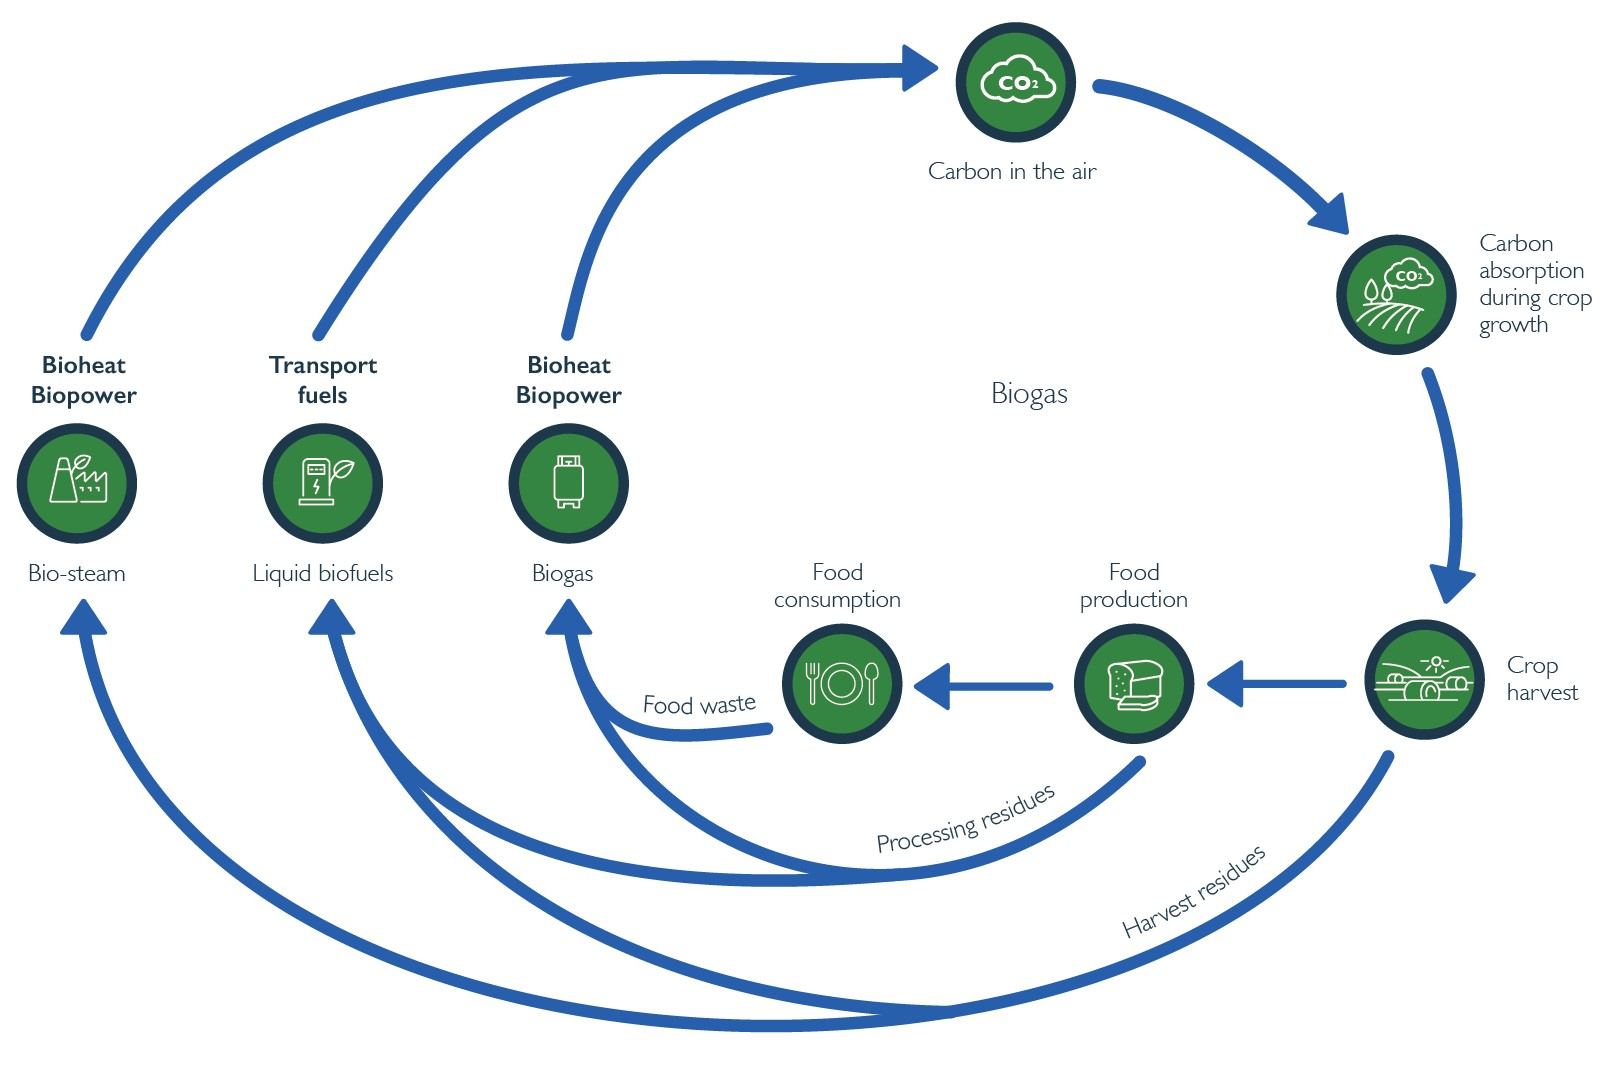 CO₂
Carbon in the air
CO₂
Carbon
absorption
during crop
growth
Bioheat
Biopower
Transport
fuels
Bioheat
Biopower
Biogas
Bio-steam
Liquid biofuels
Biogas
Food
consumption
Food
production
Crop
harvest
Food waste
Processing residues
Harvest residues